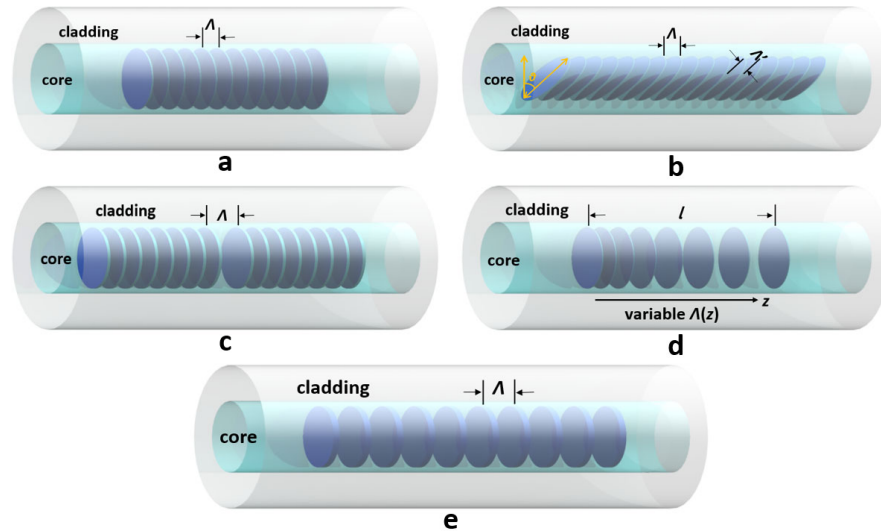 cladding
Λ
core
a
cladding
Λ
core
θ
b
cladding
Λ
core
c
cladding
l
core
z
variable Λ(z)
d
cladding
Λ
core
e